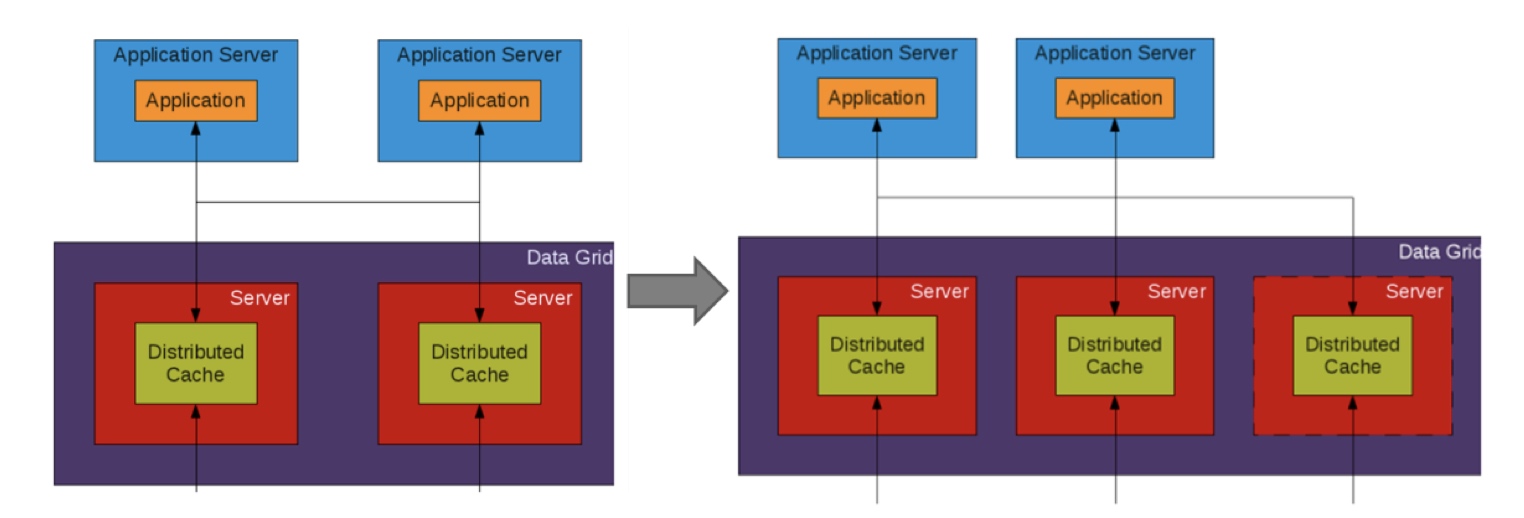 Application Server
Application
Application Server
Application
Data Grid
Server
Distributed
Cache
Server
Distributed
Cache
Application Server
Application
Application Server
Application
Data Grid
Server
Distributed
Cache
Server
Distributed
Cache
Server
Distributed
Cache